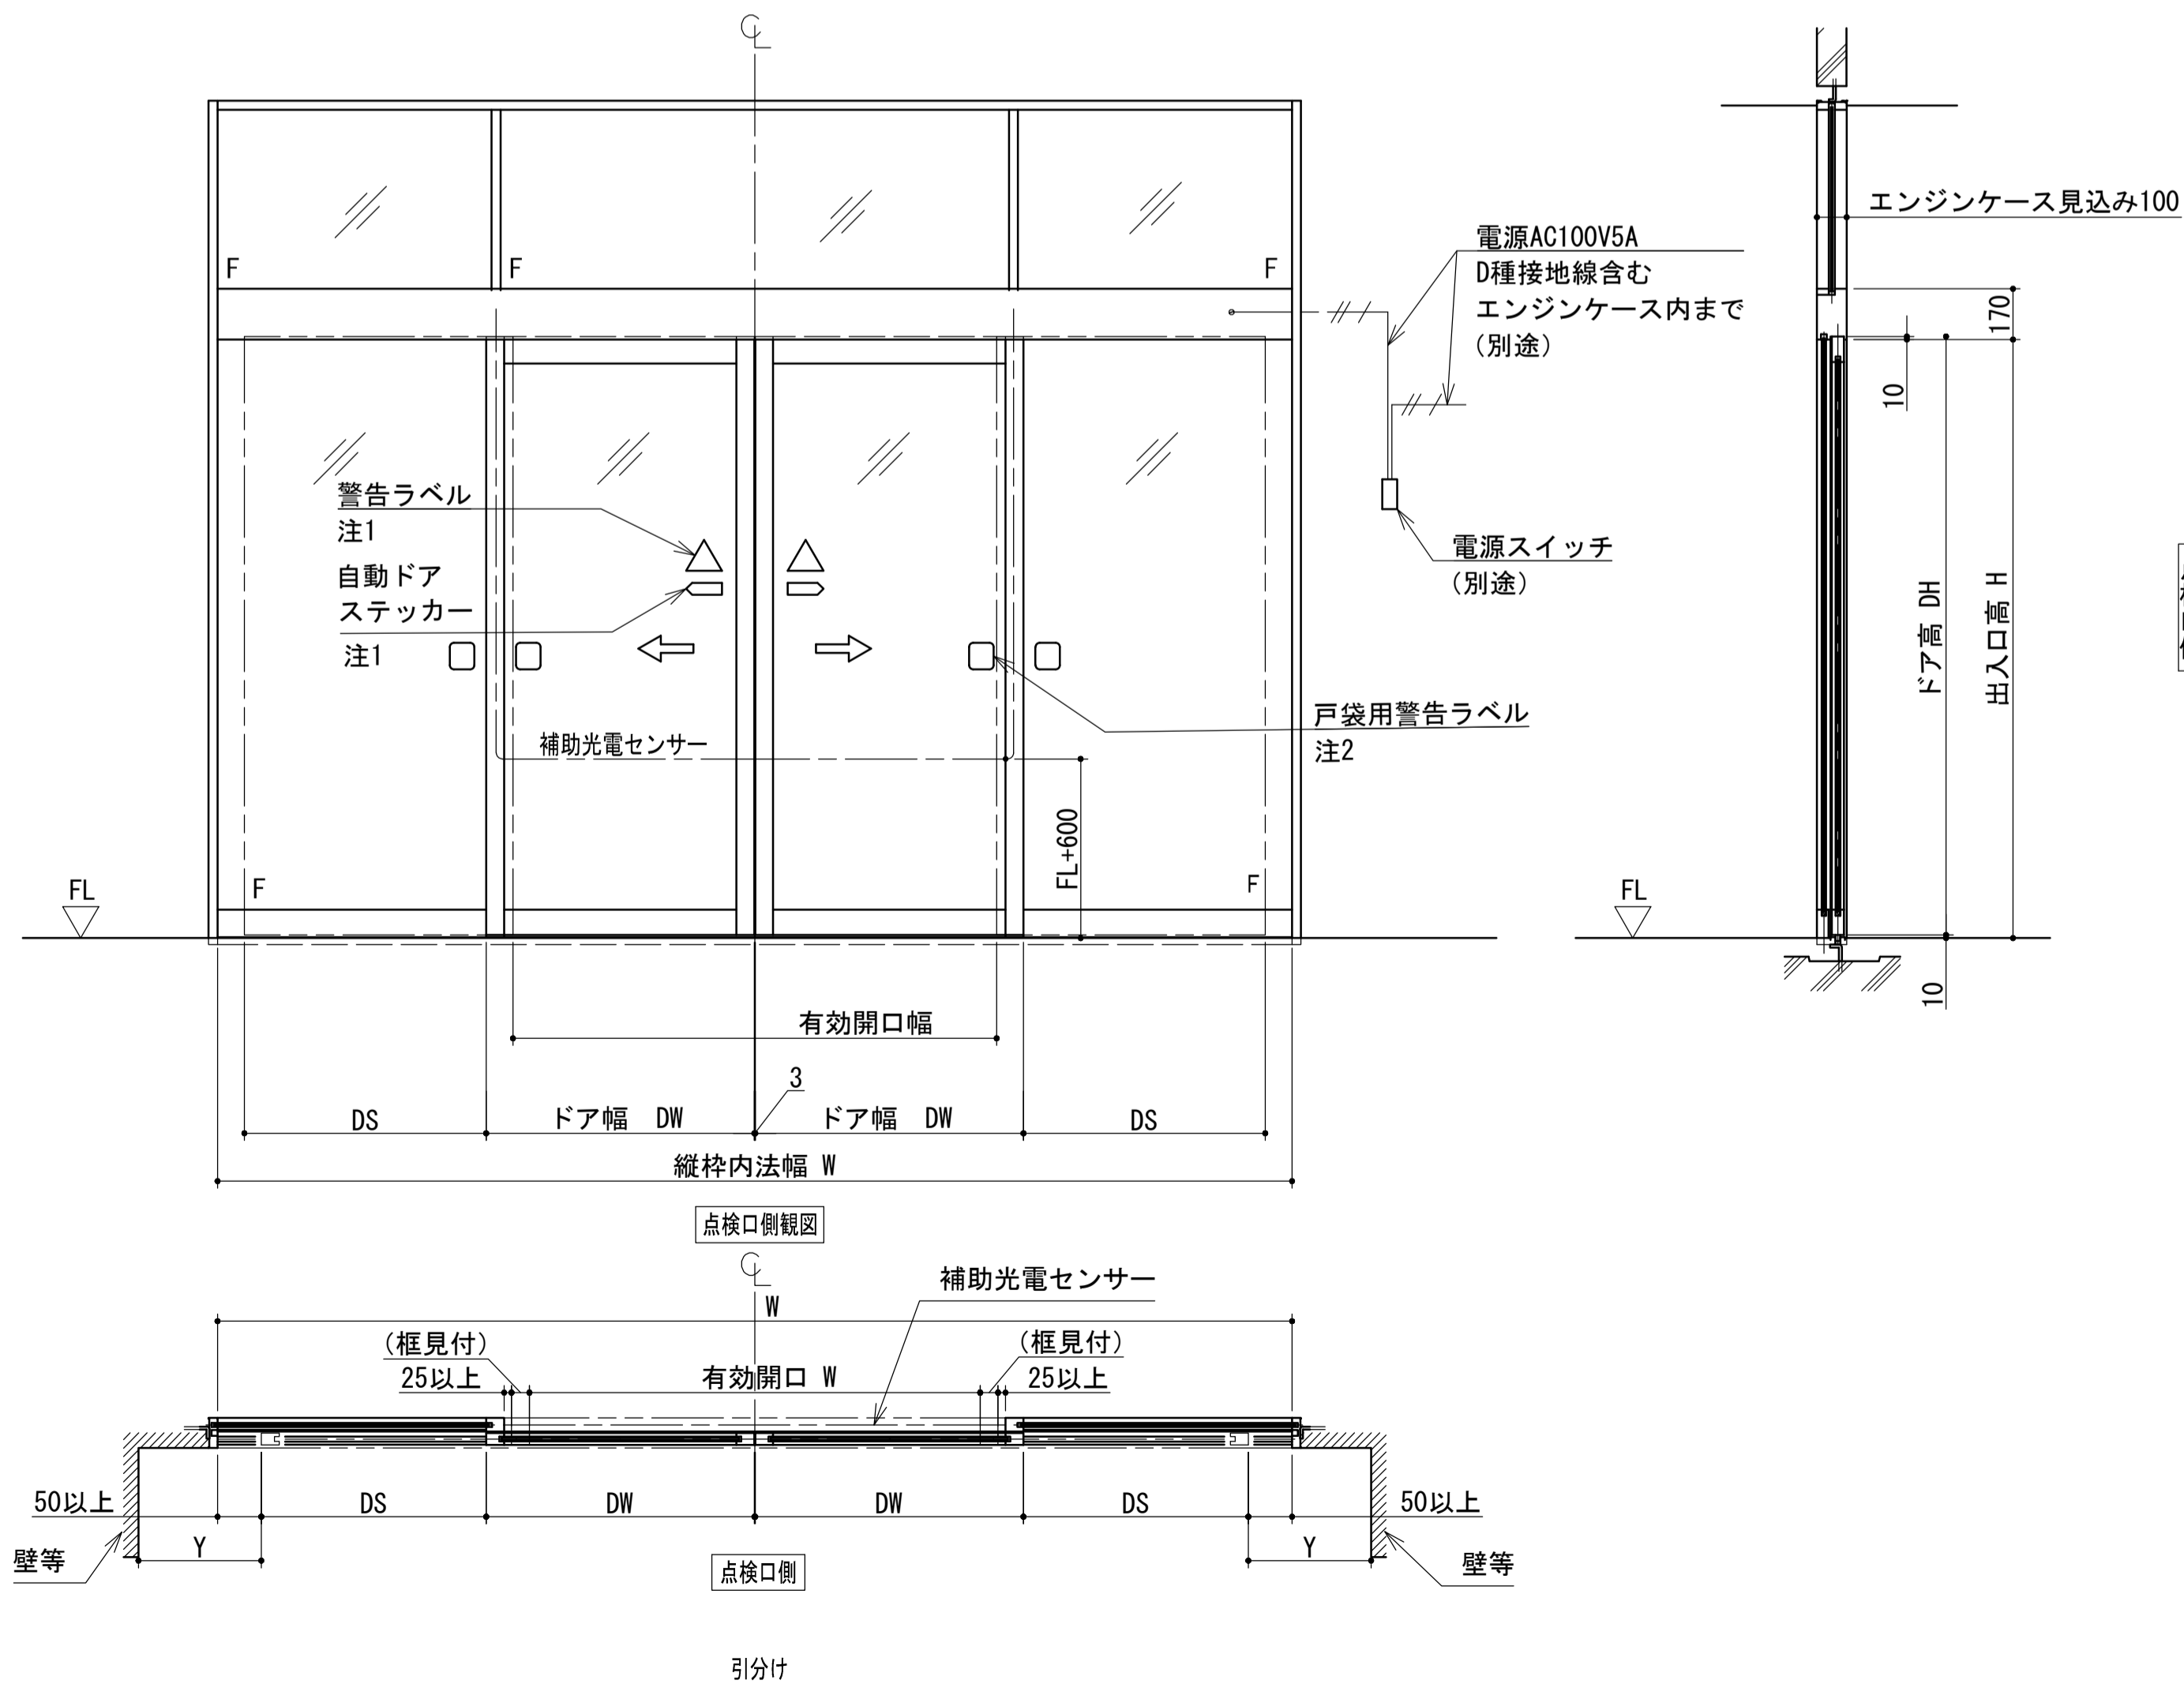 CL
エンジンケース見込み100
電源AC100V5A
D種接地線含む
エンジンケース内まで
(別途)
F
F
F
170
10
警告ラベル
注1
電源スイッチ
(別途)
自動ドア
ステッカー
注1
ドア高 DH
出入口高 H
戸袋用警告ラベル
注2
補助光電センサー
FL+600
FL
F
F
FL
10
有効開口幅
3
DS
ドア幅 DW
ドア幅 DW
DS
縦枠内法幅 W
点検口側観図
CL
補助光電センサー
W
(框見付)
(框見付)
25以上
有効開口 W
25以上
50以上
DS
DW
DW
DS
50以上
Y
Y
壁等
点検口側
壁等
引分け